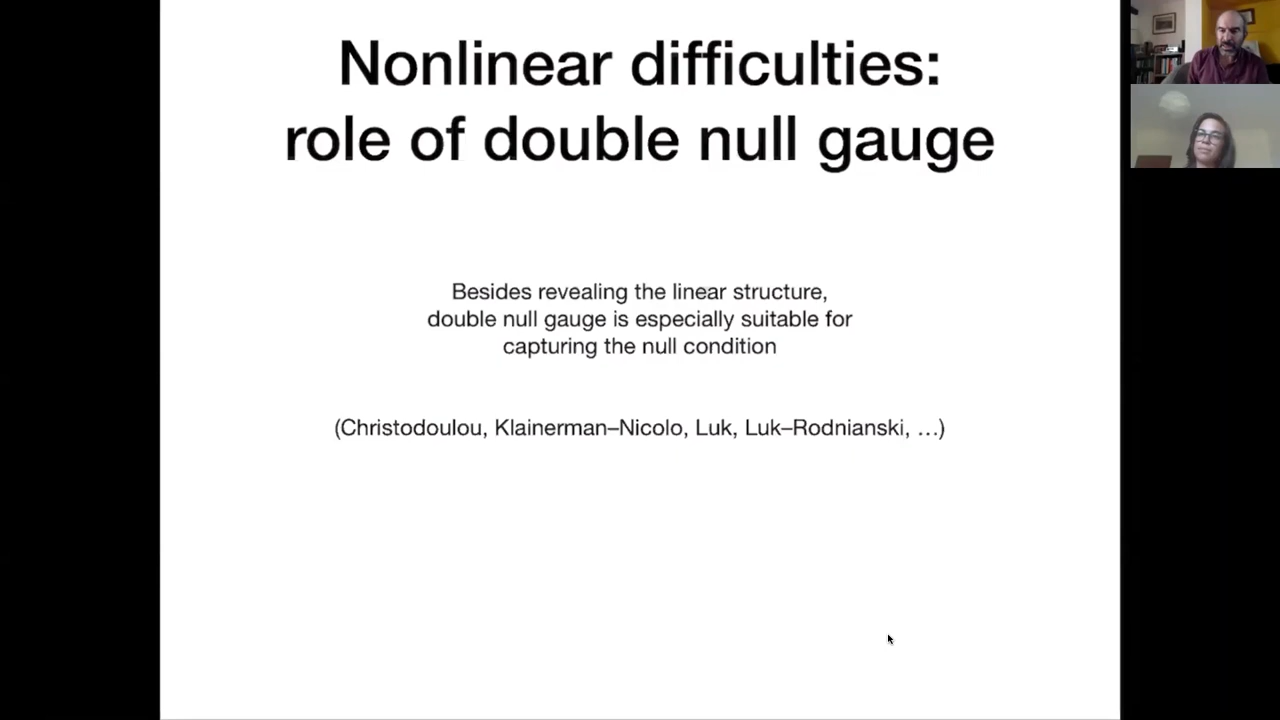 Nonlinear difficulties:
role of double null gauge
Besides revealing the linear structure,
double null gauge is especially suitable for
capturing the null condition
(Christodoulou, Klainerman–Nicolo, Luk, Luk–Rodnianski, …)